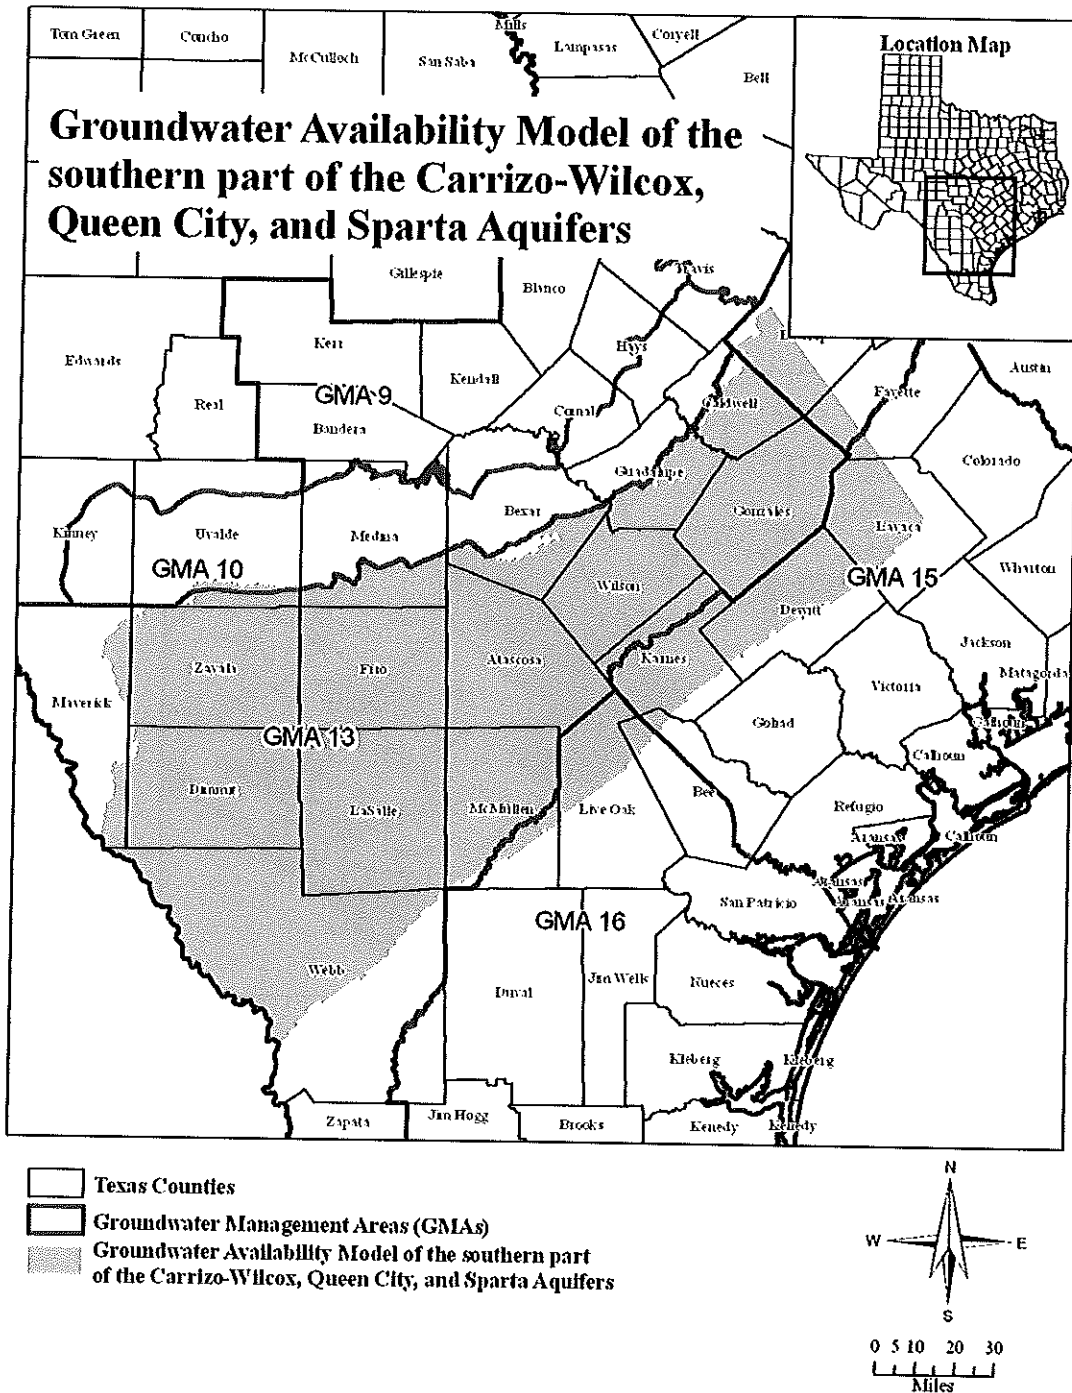 Tom Green
Concho
McCulloch
San Saba
Mills
Lampasas
Coryell
Bell
Location Map
Groundwater Availability Model of the
southern part of the Carrizo-Wilcox,
Queen City, and Sparta Aquifers
Gillespie
Blanco
Travis
Edwards
Kerr
Hays
Austin
Real
GMA 9
Kendall
Caldwell
Fayette
Bandera
Comal
Colorado
Guadalupe
Kinney
Uvalde
Medina
Bexar
Gonzales
Lavaca
GMA 10
Wilson
GMA 15
Wharton
Dewitt
Zavala
Frio
Atascosa
Karnes
Jackson
Maverick
Victoria
Matagorda
GMA 13
Goliad
Calhoun
Calhoun
Dimmit
LaSalle
McMullen
Live Oak
Bee
Refugio
Aransas
Calhoun
Aransas
San Patricio
Aransas
Aransas
GMA 16
Webb
Duval
Jim Wells
Nueces
Kleberg
Kleberg
Zapata
Jim Hogg
Brooks
Kenedy
Kenedy
Texas Counties
Groundwater Management Areas (GMAs)
Groundwater Availability Model of the southern part
of the Carrizo-Wilcox, Queen City, and Sparta Aquifers
N
W
E
S
0 5 10 20 30
Miles